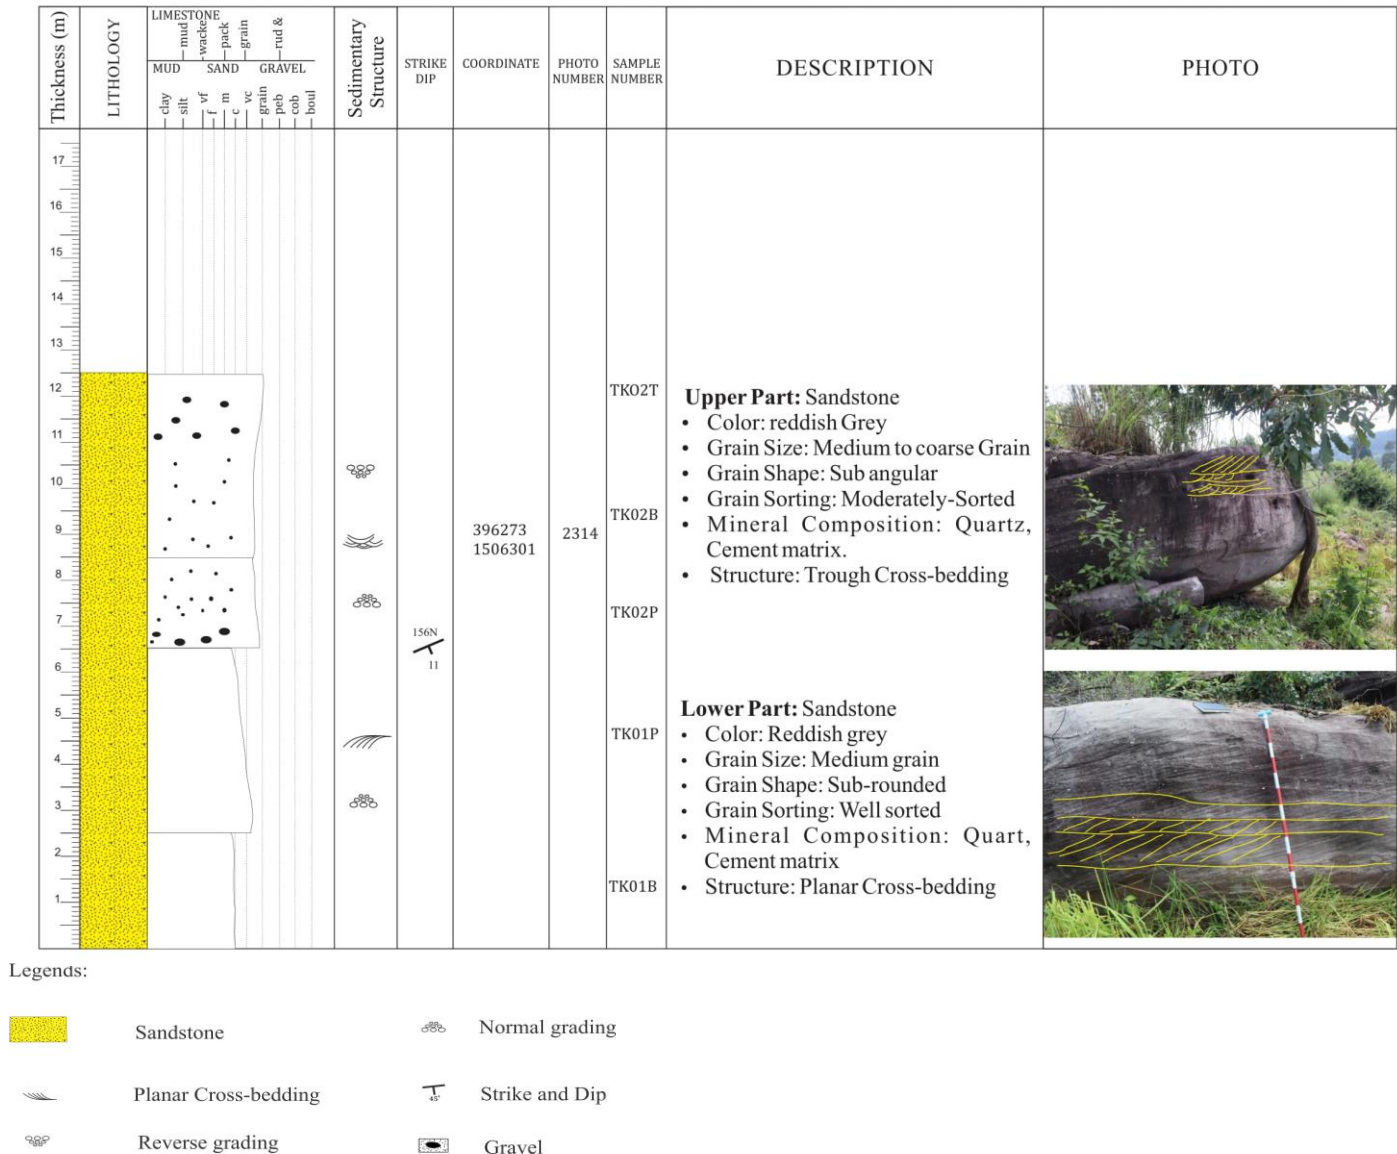 Thickness (m)
LITHOLOGY
LIMESTONE
mud
wacke
pack
grain
rud &
MUD SAND GRAVEL
clay
silt
vf
f
m
c
vc
grain
peb
cob
boul
Sedimentary
Structure
STRIKE
DIP
COORDINATE
PHOTO
NUMBER
SAMPLE
NUMBER
DESCRIPTION
PHOTO
17
16
15
14
13
12
11
10
9
8
7
6
5
4
3
2
1
156N
11
396273
1506301
2314
TKO2T
TK02B
TK02P
TK01P
TK01B
Upper Part: Sandstone
• Color: reddish Grey
• Grain Size: Medium to coarse Grain
• Grain Shape: Sub angular
• Grain Sorting: Moderately-Sorted
• Mineral Composition: Quartz,
Cement matrix.
• Structure: Trough Cross-bedding
Lower Part: Sandstone
• Color: Reddish grey
• Grain Size: Medium grain
• Grain Shape: Sub-rounded
• Grain Sorting: Well sorted
• Mineral Composition: Quart,
Cement matrix
• Structure: Planar Cross-bedding
Legends:
Sandstone
Normal grading
Planar Cross-bedding
45°
Strike and Dip
Reverse grading
Gravel